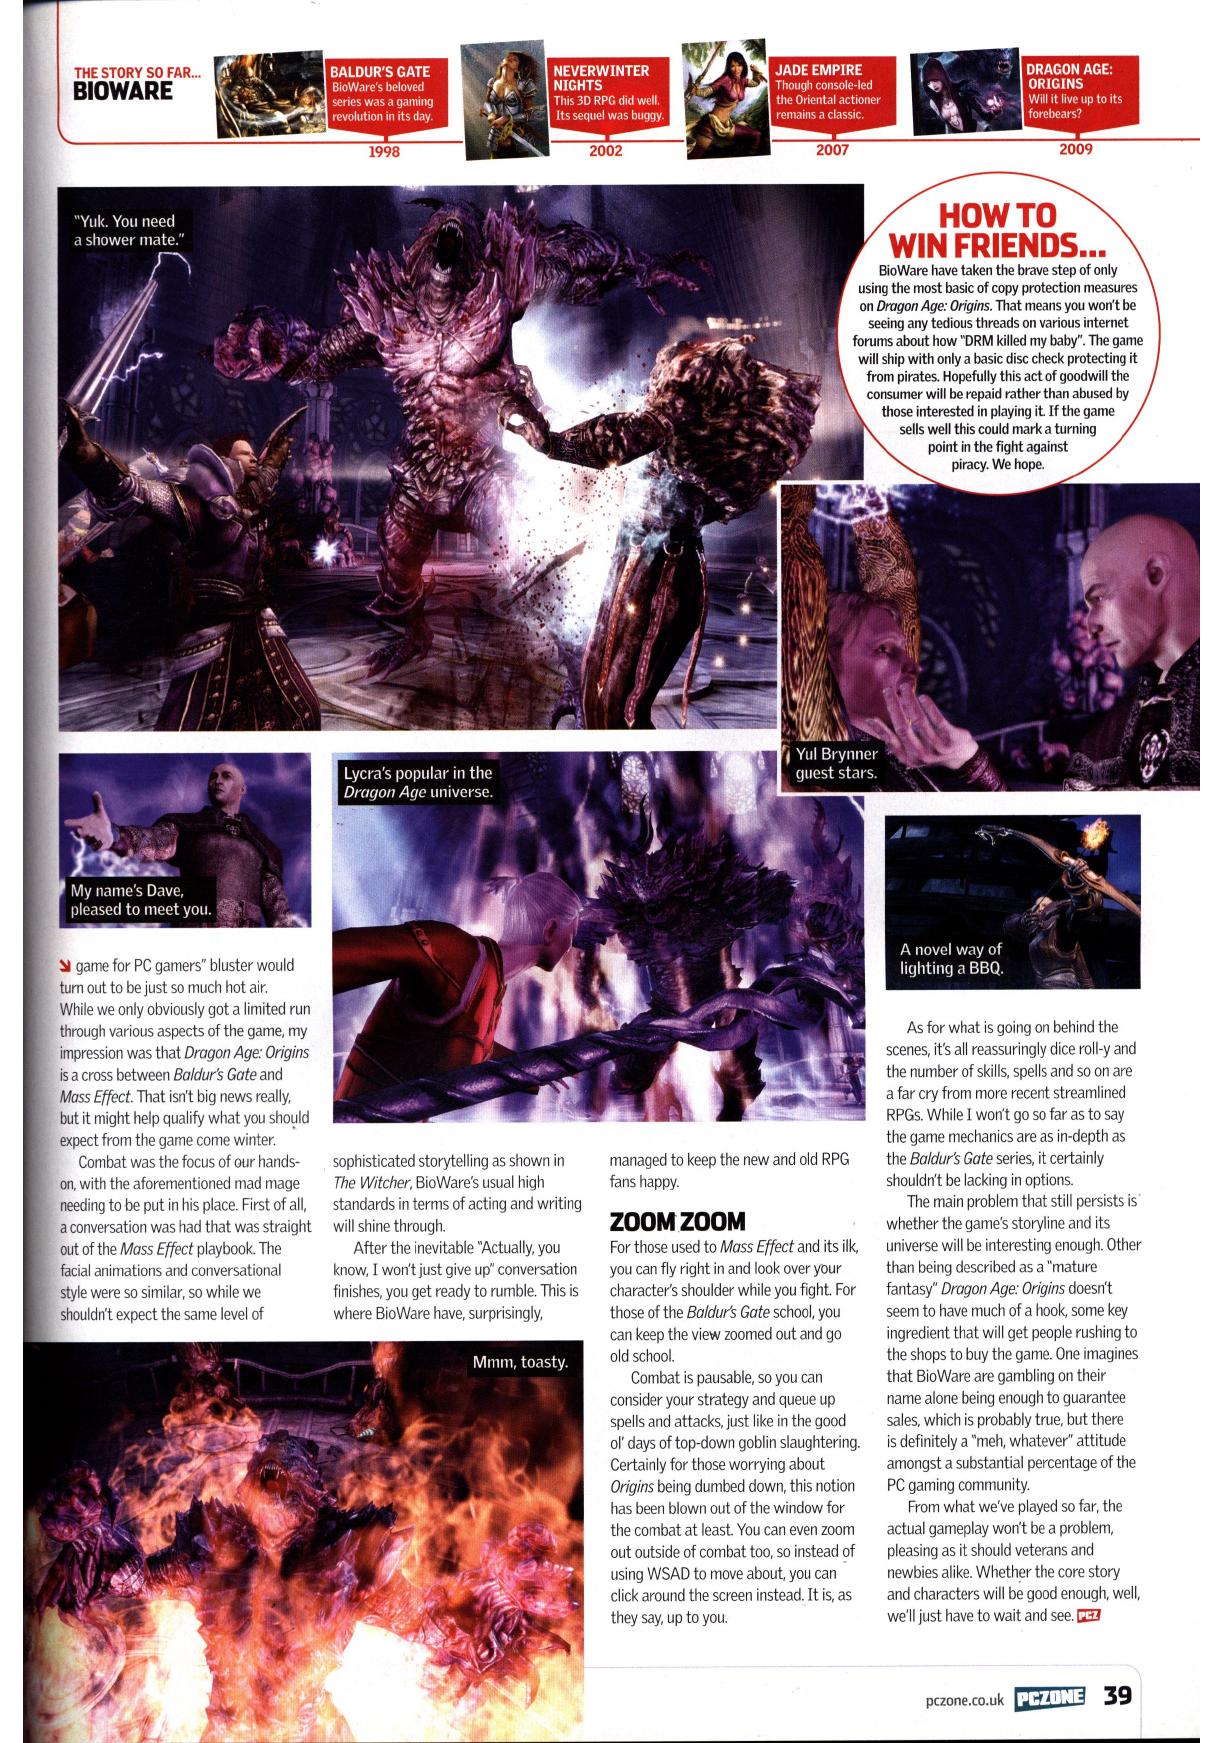 THE STORY SO FAR...
BIOWARE
BALDUR'S GATE
BioWare's beloved
series was a gaming
revolution in its day.
1998
NEVERWINTER
NIGHTS
This 3D RPG did well.
Its sequel was buggy.
2002
JADE EMPIRE
Though console-led
the Oriental actioner
remains a classic.
2007
DRAGON AGE:
ORIGINS
Will it live up to its
forebears?
2009
"Yuk. You need
a shower mate."
HOW TO
WIN FRIENDS...
BioWare have taken the brave step of only
using the most basic of copy protection measures
on Dragon Age: Origins. That means you won't be
seeing any tedious threads on various internet
forums about how "DRM killed my baby". The game
will ship with only a basic disc check protecting it
from pirates. Hopefully this act of goodwill the
consumer will be repaid rather than abused by
those interested in playing it. If the game
sells well this could mark a turning
point in the fight against
piracy. We hope.
Yul Brynner
guest stars.
My name's Dave,
pleased to meet you.
Lycra's popular in the
Dragon Age universe.
A novel way of
lighting a BBQ.
game for PC gamers" bluster would
turn out to be just so much hot air.
While we only obviously got a limited run
through various aspects of the game, my
impression was that Dragon Age: Origins
is a cross between Baldur's Gate and
Mass Effect. That isn't big news really,
but it might help qualify what you should
expect from the game come winter.
Combat was the focus of our hands-
on, with the aforementioned mad mage
needing to be put in his place. First of all,
a conversation was had that was straight
out of the Mass Effect playbook. The
facial animations and conversational
style were so similar, so while we
shouldn't expect the same level of
sophisticated storytelling as shown in
The Witcher, BioWare's usual high
standards in terms of acting and writing
will shine through.
After the inevitable "Actually, you
know, I won't just give up" conversation
finishes, you get ready to rumble. This is
where BioWare have, surprisingly,
Mmm, toasty.
managed to keep the new and old RPG
fans happy.
ZOOM ZOOM
For those used to Mass Effect and its ilk,
you can fly right in and look over your
character's shoulder while you fight. For
those of the Baldur's Gate school, you
can keep the view zoomed out and go
old school.
Combat is pausable, so you can
consider your strategy and queue up
spells and attacks, just like in the good
ol' days of top-down goblin slaughtering.
Certainly for those worrying about
Origins being dumbed down, this notion
has been blown out of the window for
the combat at least. You can even zoom
out outside of combat too, so instead of
using WSAD to move about, you can
click around the screen instead. It is, as
they say, up to you.
As for what is going on behind the
scenes, it's all reassuringly dice roll-y and
the number of skills, spells and so on are
a far cry from more recent streamlined
RPGs. While I won't go so far as to say
the game mechanics are as in-depth as
the Baldur's Gate series, it certainly
shouldn't be lacking in options.
The main problem that still persists is
whether the game's storyline and its
universe will be interesting enough. Other
than being described as a "mature
fantasy" Dragon Age: Origins doesn't
seem to have much of a hook, some key
ingredient that will get people rushing to
the shops to buy the game. One imagines
that BioWare are gambling on their
name alone being enough to guarantee
sales, which is probably true, but there
is definitely a "meh, whatever" attitude
amongst a substantial percentage of the
PC gaming community.
From what we've played so far, the
actual gameplay won't be a problem,
pleasing as it should veterans and
newbies alike. Whether the core story
and characters will be good enough, well,
we'll just have to wait and see. PCZ
pczone.co.uk PCZONE 39